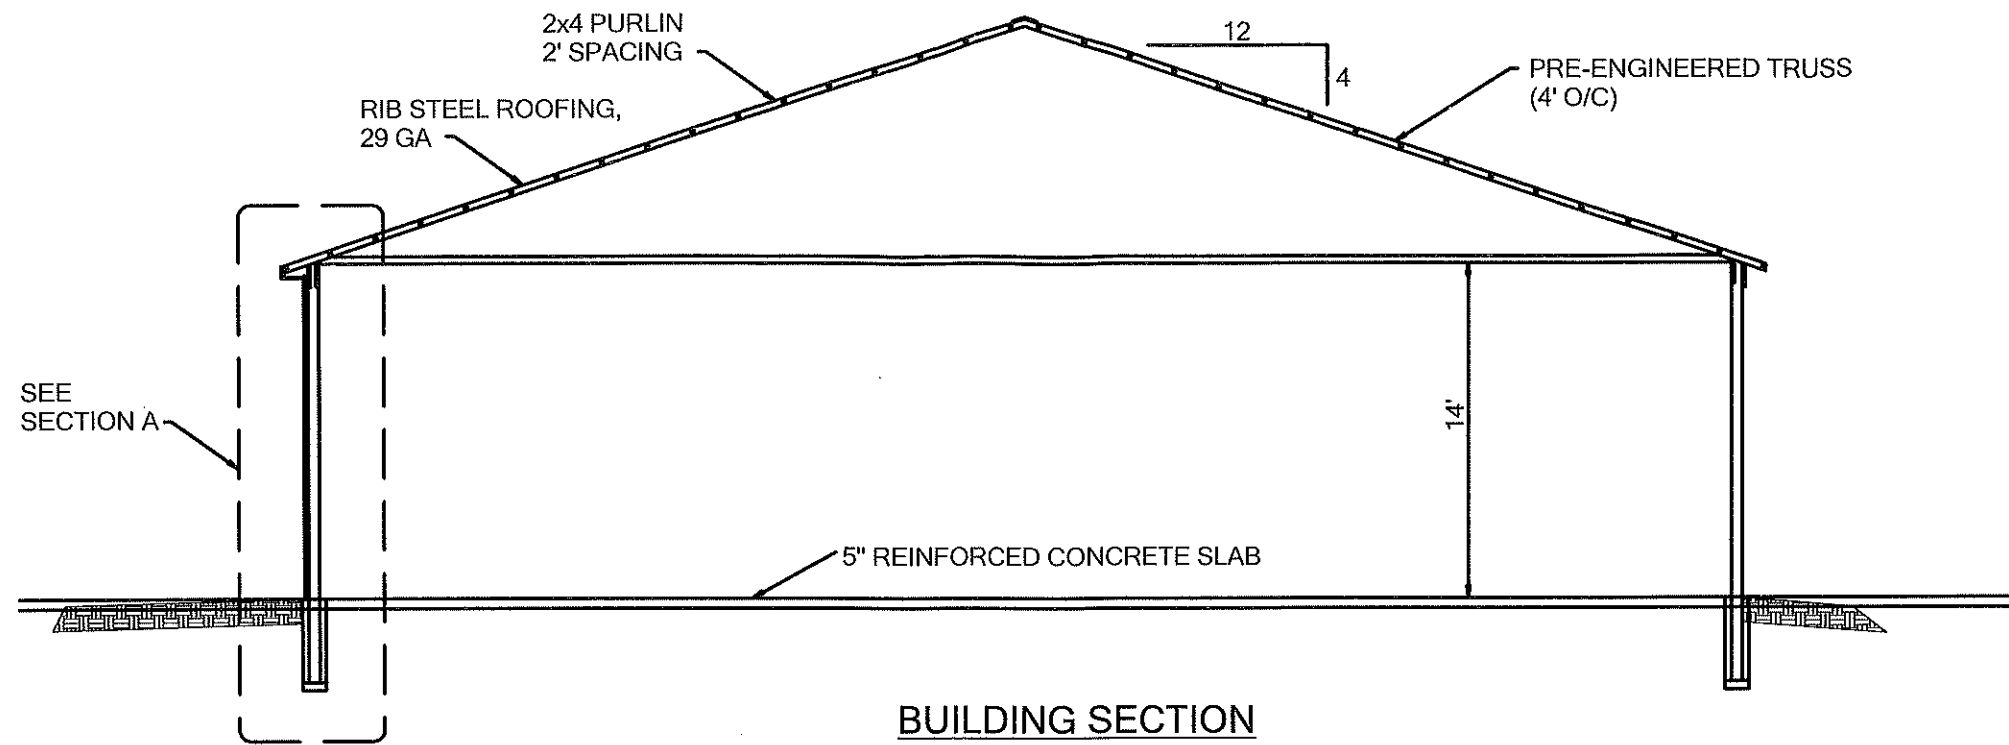 2x4 PURLIN
2' SPACING
12
4
PRE-ENGINEERED TRUSS
(4' O/C)
RIB STEEL ROOFING,
29 GA
SEE
SECTION A
14'
5" REINFORCED CONCRETE SLAB
BUILDING SECTION